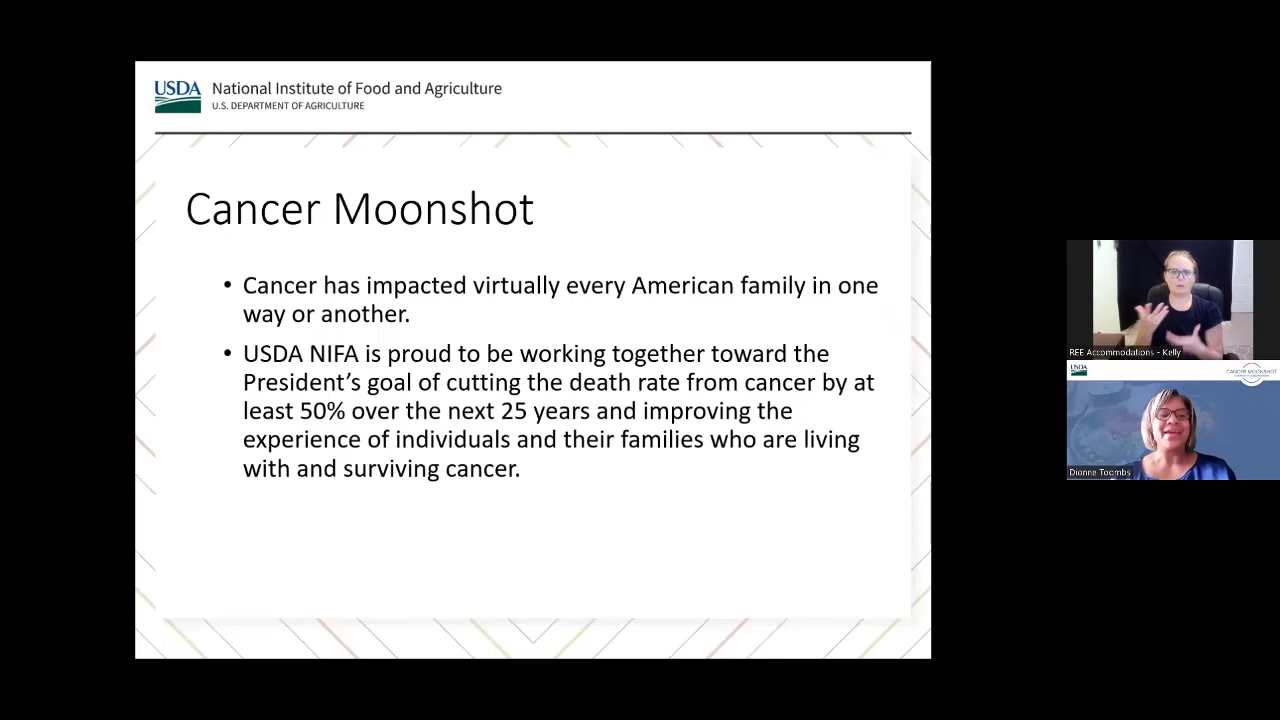 USDA
National Institute of Food and Agriculture
U.S. DEPARTMENT OF AGRICULTURE
Cancer Moonshot
• Cancer has impacted virtually every American family in one
way or another.
• USDA NIFA is proud to be working together toward the
President’s goal of cutting the death rate from cancer by at
least 50% over the next 25 years and improving the
experience of individuals and their families who are living
with and surviving cancer.
REE Accommodations - Kelly
USDA
CANCER MOONSHOT
Dionne Toombs